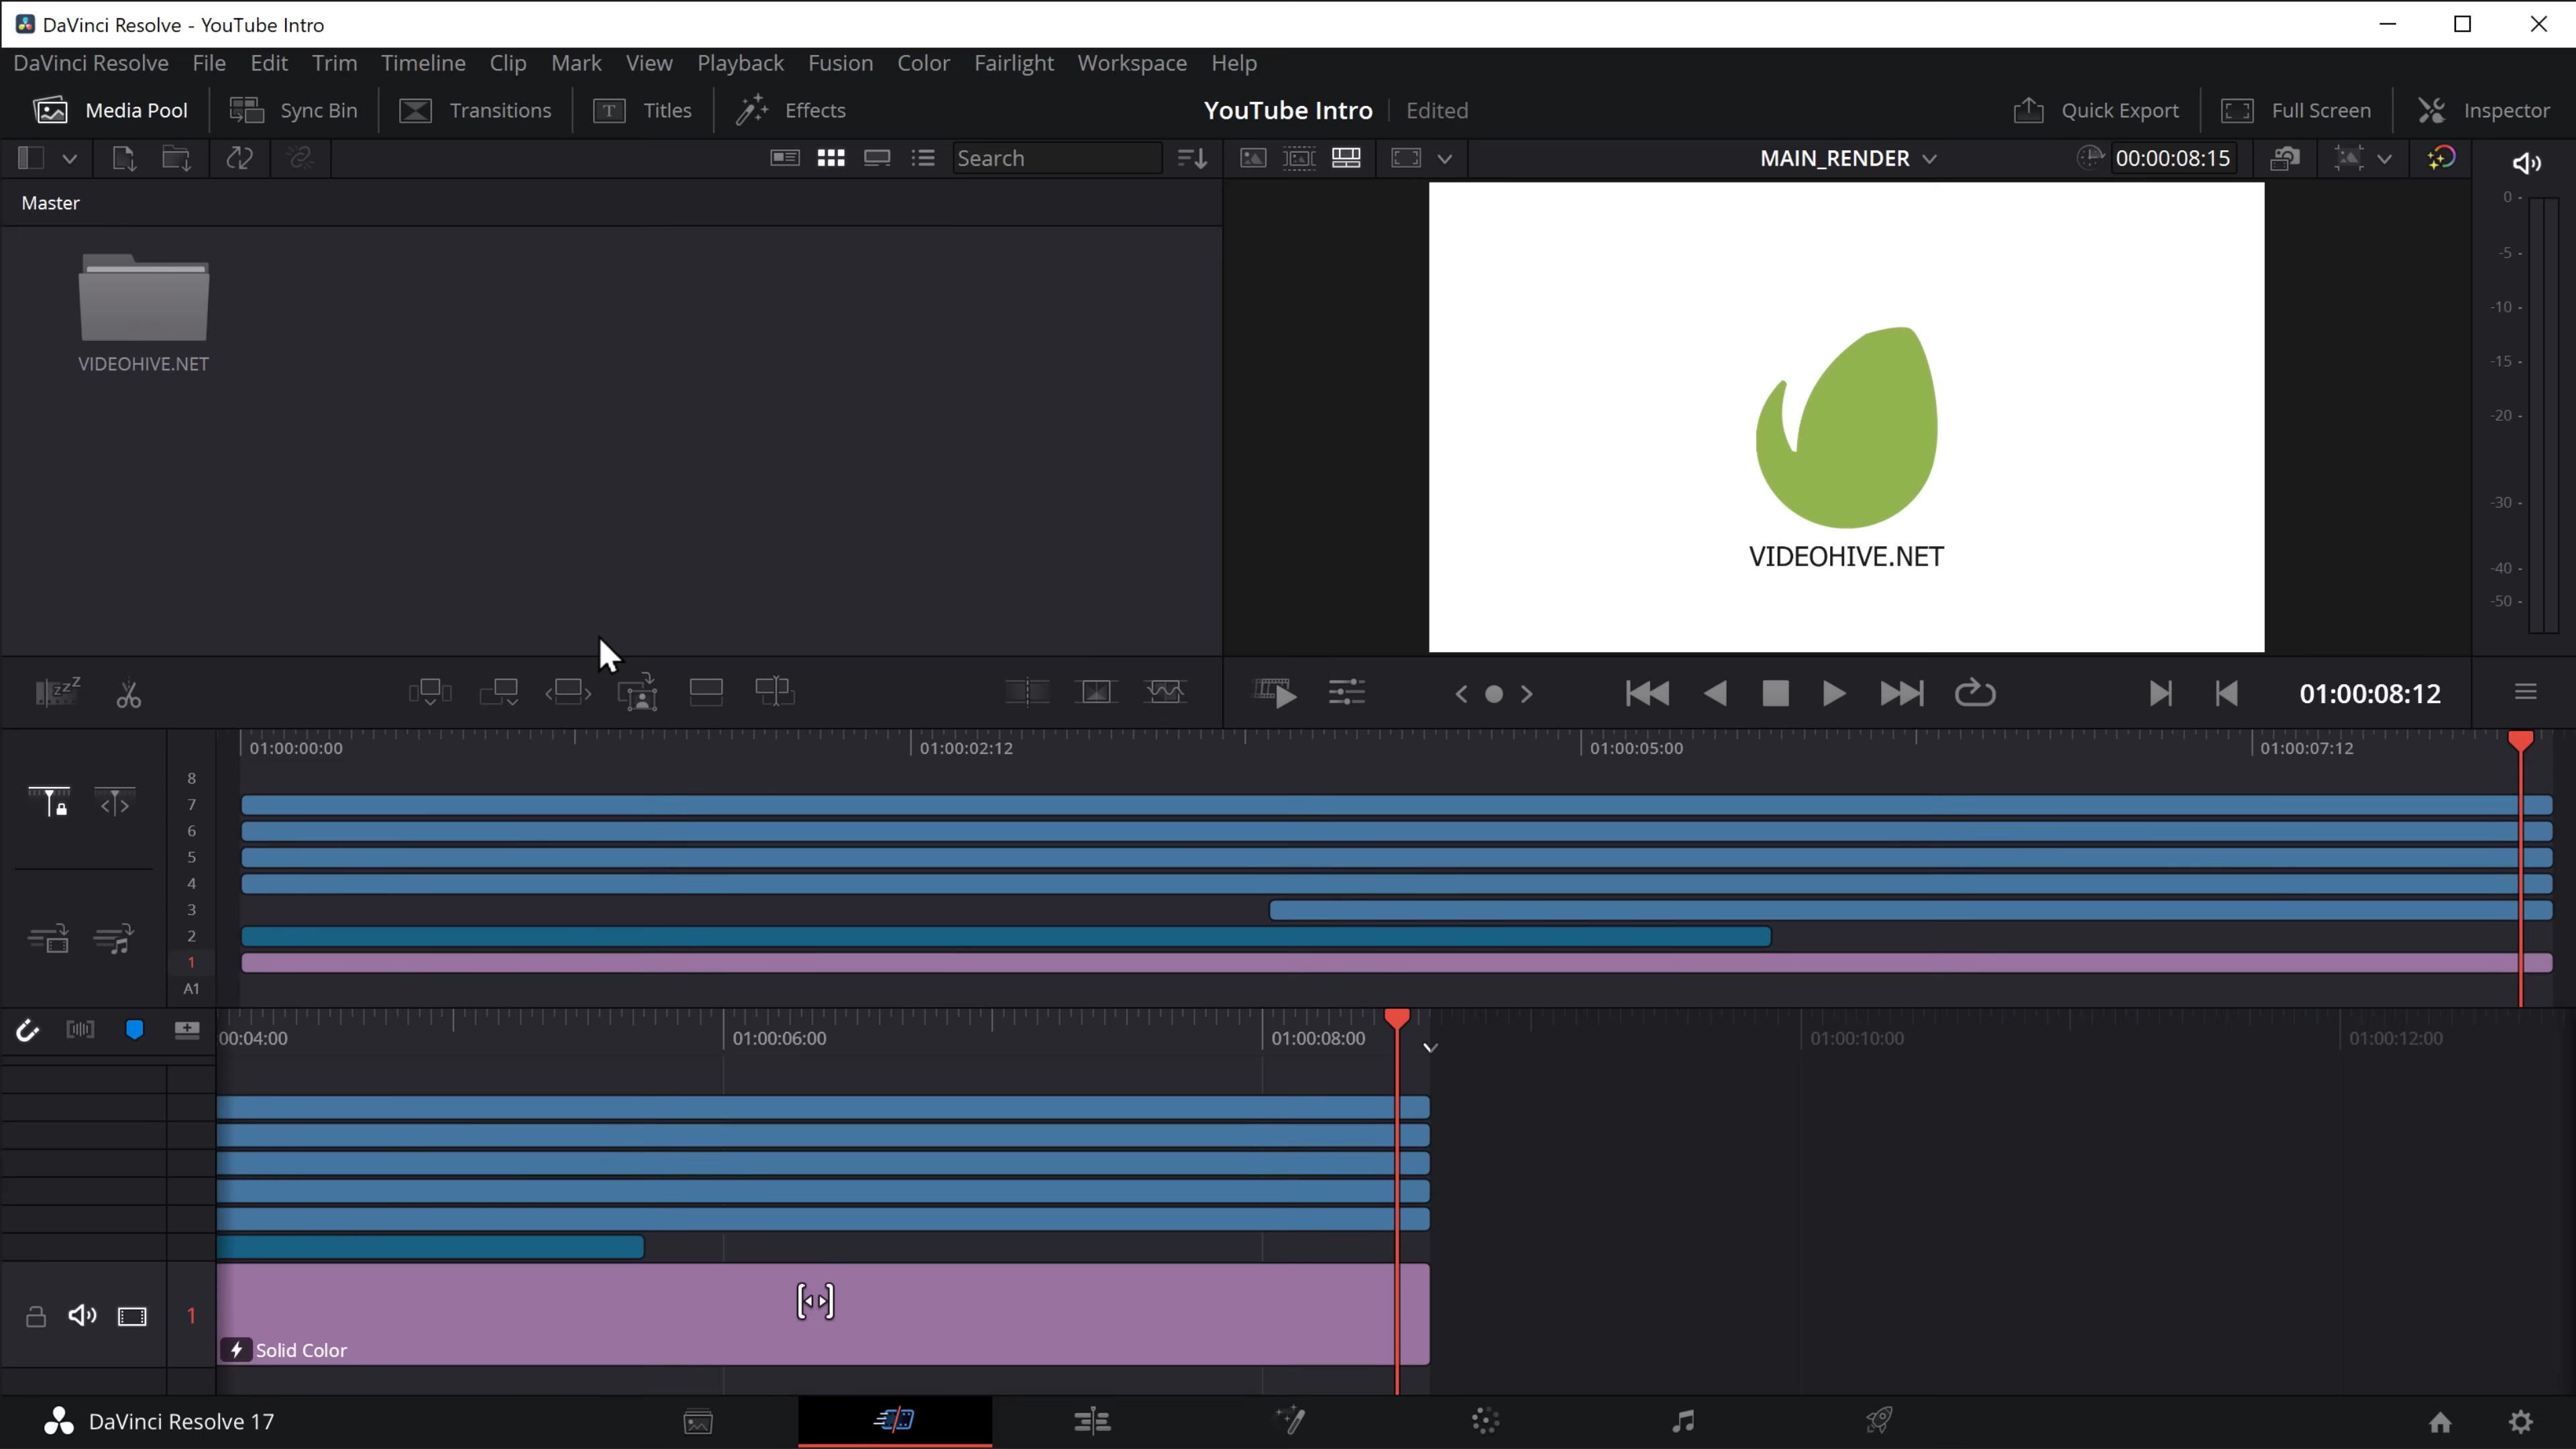 DaVinci Resolve - YouTube Intro
DaVinci Resolve File Edit Trim Timeline Clip Mark View Playback Fusion Color Fairlight Workspace Help
Media Pool Sync Bin Transitions T Titles Effects YouTube Intro Edited Quick Export Full Screen Inspector
Search MAIN_RENDER 00:00:08:15
Master
VIDEOHIVE.NET
VIDEOHIVE.NET
0 -
-5 -
-10 -
-15 -
-20 -
-30 -
-40 -
-50 -
zzZ
01:00:08:12
01:00:00:00 01:00:02:12 01:00:05:00 01:00:07:12
8
7
6
5
4
3
2
1
A1
00:04:00 01:00:06:00 01:00:08:00 01:00:10:00 01:00:12:00
1
Solid Color
DaVinci Resolve 17